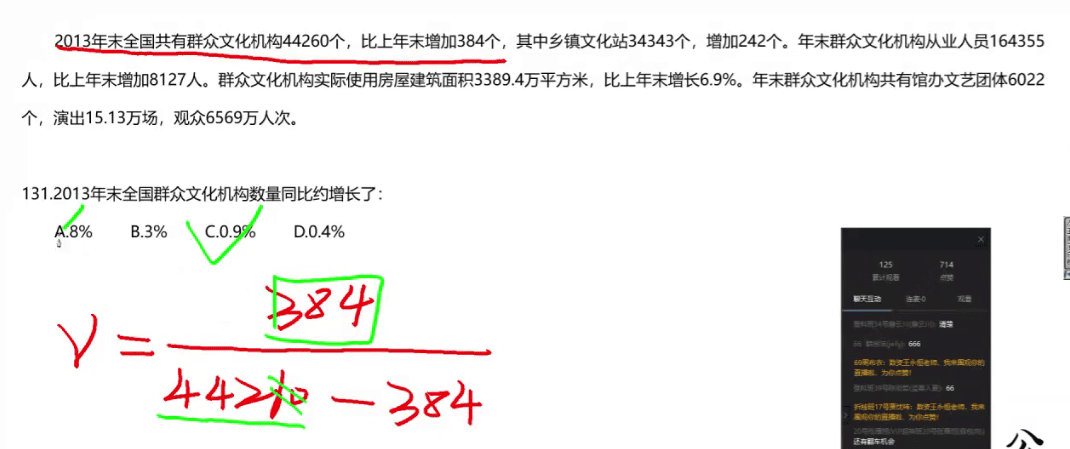 2013年末全国共有群众文化机构44260个，比上年末增加384个，其中乡镇文化站34343个，增加242个。年末群众文化机构从业人员164355
人，比上年末增加8127人。群众文化机构实际使用房屋建筑面积3389.4万平方米，比上年末增长6.9%。年末群众文化机构共有馆办文艺团体6022
个，演出15.13万场，观众6569万人次。
131.2013年末全国群众文化机构数量同比约增长了：
A.8% B.3% C.0.9% D.0.4%
384
r =
442 - 384
125 714
累计观看 点赞
聊天互动 连麦·0 观看
清楚
666
66
还有翻车机会
公